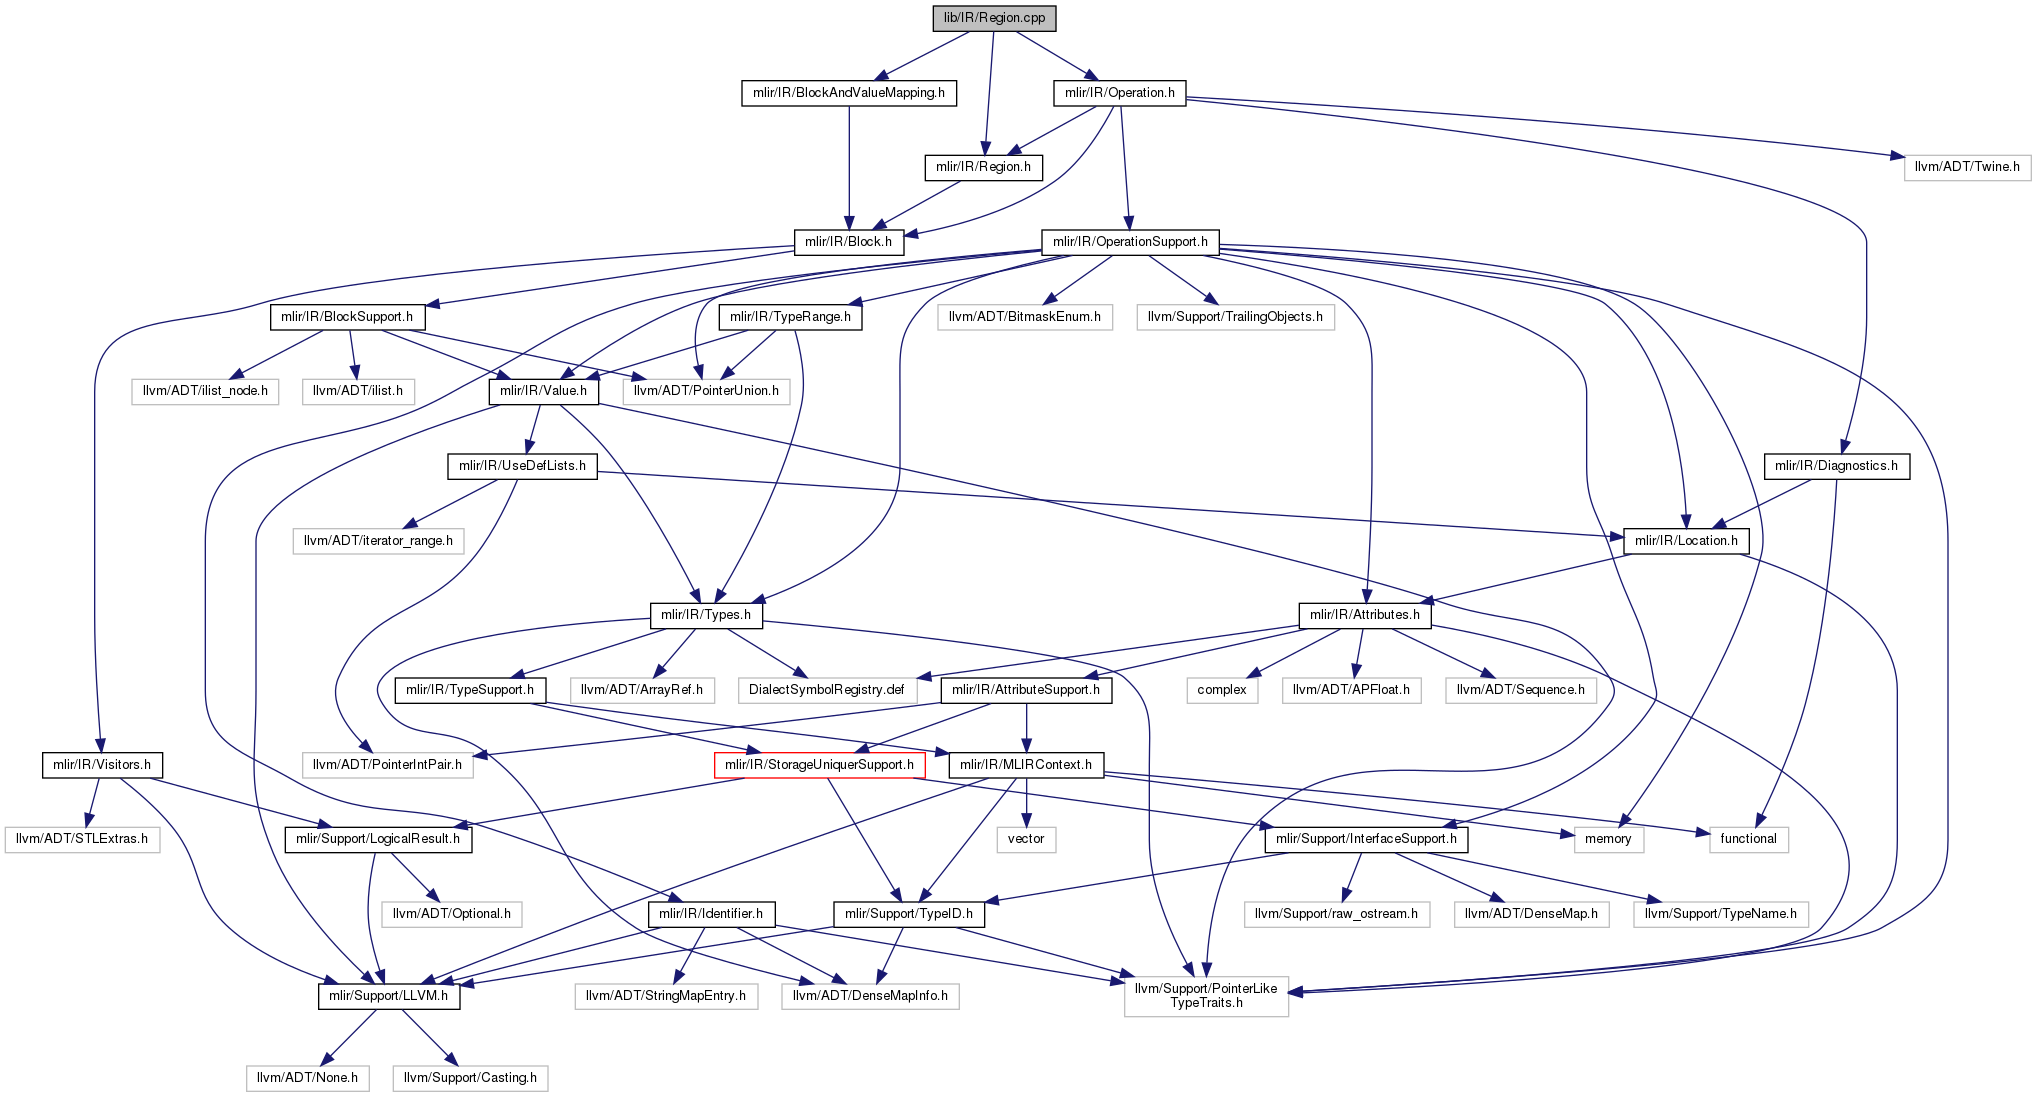 lib/IR/Region.cpp
mlir/IR/BlockAndValueMapping.h
mlir/IR/Operation.h
mlir/IR/Region.h
llvm/ADT/Twine.h
mlir/IR/Block.h
mlir/IR/OperationSupport.h
mlir/IR/BlockSupport.h
mlir/IR/TypeRange.h
llvm/ADT/BitmaskEnum.h
llvm/Support/TrailingObjects.h
llvm/ADT/ilist_node.h
llvm/ADT/ilist.h
mlir/IR/Value.h
llvm/ADT/PointerUnion.h
mlir/IR/UseDefLists.h
mlir/IR/Diagnostics.h
llvm/ADT/iterator_range.h
mlir/IR/Location.h
mlir/IR/Types.h
mlir/IR/Attributes.h
mlir/IR/TypeSupport.h
llvm/ADT/ArrayRef.h
DialectSymbolRegistry.def
mlir/IR/AttributeSupport.h
complex
llvm/ADT/APFloat.h
llvm/ADT/Sequence.h
mlir/IR/Visitors.h
llvm/ADT/PointerIntPair.h
mlir/IR/StorageUniquerSupport.h
mlir/IR/MLIRContext.h
llvm/ADT/STLExtras.h
mlir/Support/LogicalResult.h
vector
mlir/Support/InterfaceSupport.h
memory
functional
llvm/ADT/Optional.h
mlir/IR/Identifier.h
mlir/Support/TypeID.h
llvm/Support/raw_ostream.h
llvm/ADT/DenseMap.h
llvm/Support/TypeName.h
mlir/Support/LLVM.h
llvm/ADT/StringMapEntry.h
llvm/ADT/DenseMapInfo.h
llvm/Support/PointerLike
TypeTraits.h
llvm/ADT/None.h
llvm/Support/Casting.h